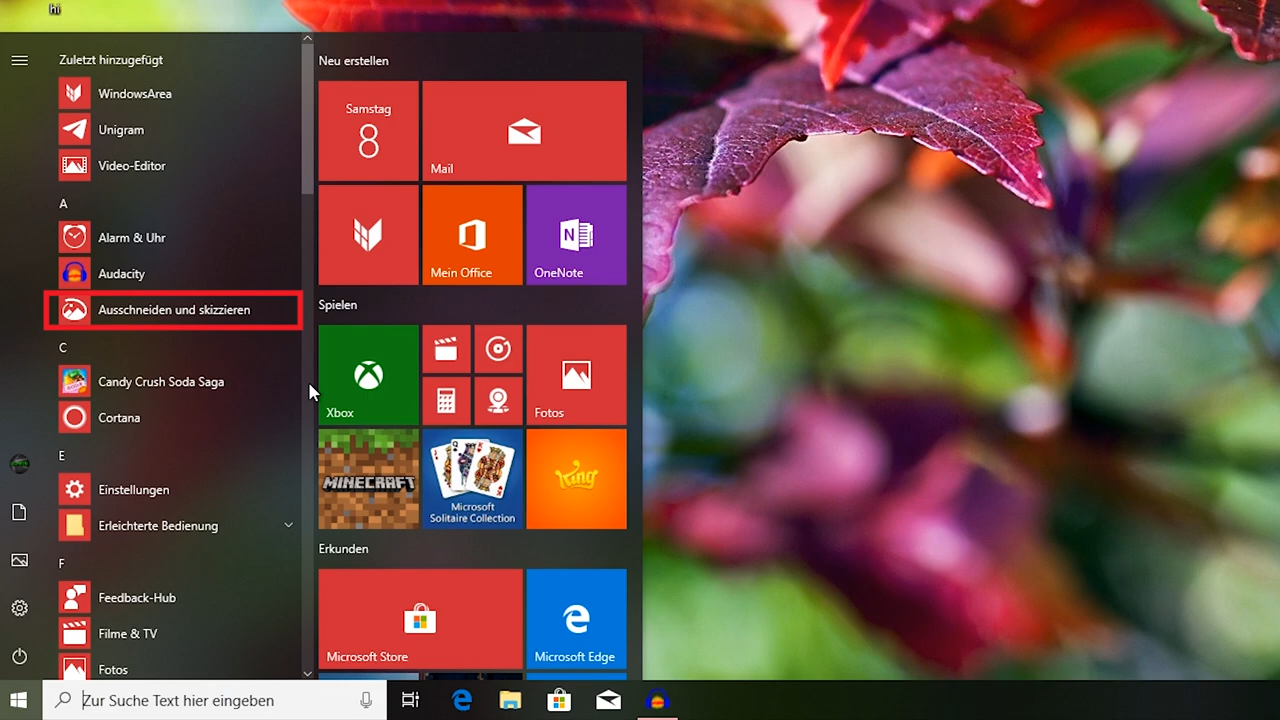 hi
Zuletzt hinzugefügt
WindowsArea
Unigram
Video-Editor
A
Alarm & Uhr
Audacity
Ausschneiden und skizzieren
C
Candy Crush Soda Saga
Cortana
E
Einstellungen
Erleichterte Bedienung
F
Feedback-Hub
Filme & TV
Fotos
Neu erstellen
Samstag
8
Mail
Mein Office
N
OneNote
Spielen
Xbox
Fotos
MINECRAFT
Microsoft
Solitaire Collection
King
Erkunden
Microsoft Store
Microsoft Edge
Zur Suche Text hier eingeben